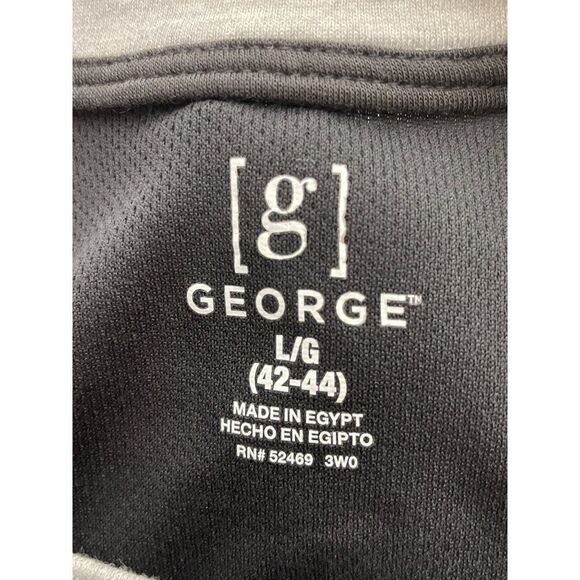 [g]
GEORGE™
L/G
(42-44)
MADE IN EGYPT
HECHO EN EGIPTO
RN# 52469 3W0